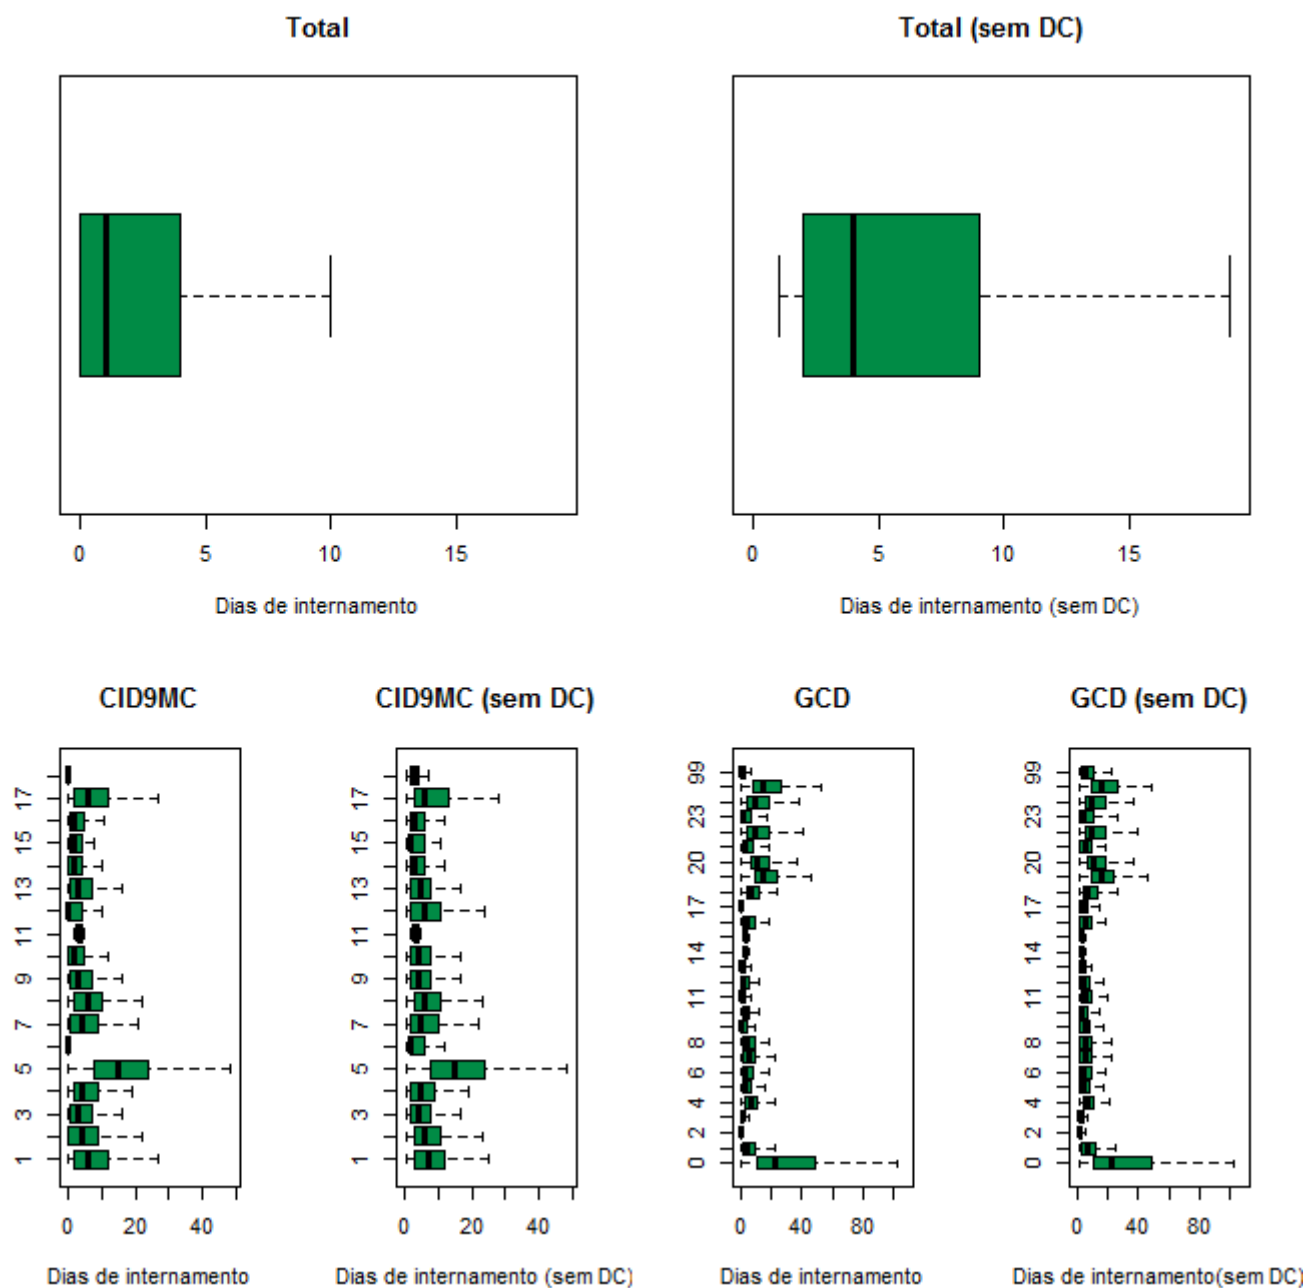 Total
Total (sem DC)
0 5 10 15
0 5 10 15
Dias de internamento
Dias de internamento (sem DC)
CID9MC
CID9MC (sem DC)
GCD
GCD (sem DC)
17
15
13
11
9
7
5
3
1
17
15
13
11
9
7
5
3
1
99
23
20
17
14
11
8
6
4
2
0
99
23
20
17
14
11
8
6
4
2
0
0 20 40
0 20 40
0 40 80
0 40 80
Dias de internamento
Dias de internamento (sem DC)
Dias de internamento
Dias de internamento(sem DC)